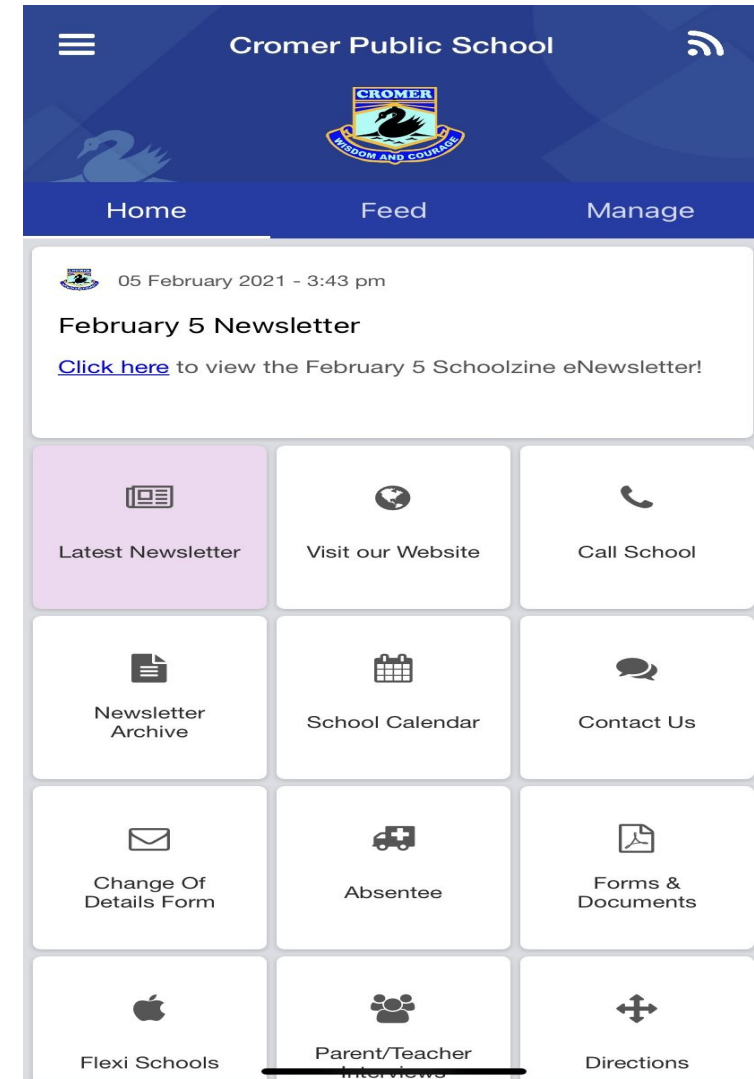 Cromer Public School
CROMER
WISDOM AND COURAGE
Home Feed Manage
05 February 2021 - 3:43 pm
February 5 Newsletter
Click here to view the February 5 Schoolzine eNewsletter!
Latest Newsletter
Visit our Website
Call School
Newsletter
Archive
School Calendar
Contact Us
Change Of
Details Form
Absentee
Forms &
Documents
Flexi Schools
Parent/Teacher
Interviews
Directions